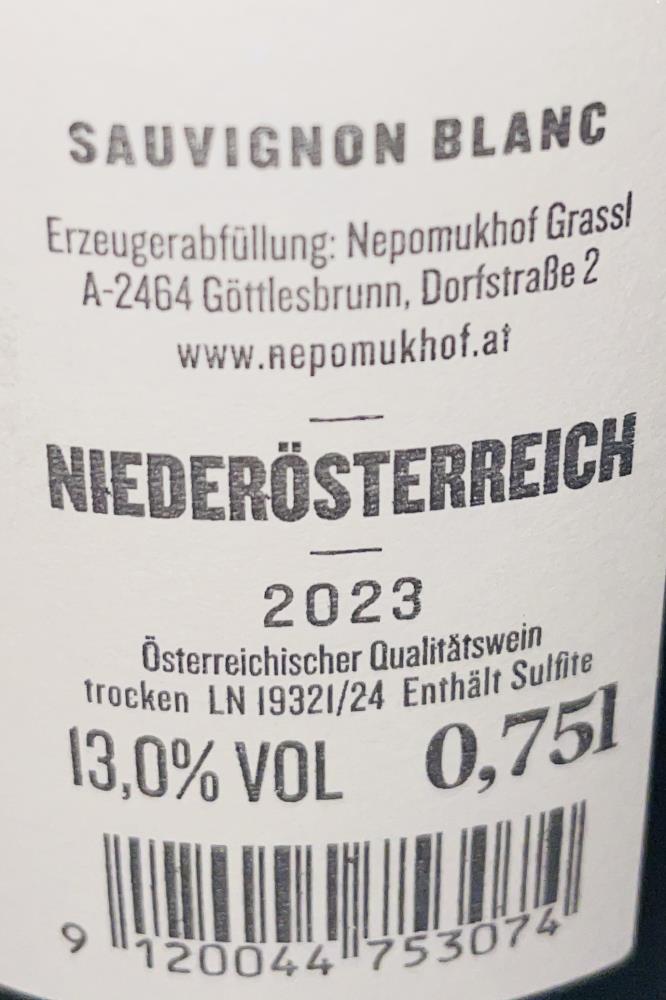 SAUVIGNON BLANC
Erzeugerabfüllung: Nepomukhof Grassl
A-2464 Göttlesbrunn, Dorfstraße 2
www.nepomukhof.at
NIEDERÖSTERREICH
2023
Österreichischer Qualitätswein
trocken LN 19321/24 Enthält Sulfite
13,0% VOL 0,75l
9 120044 753074